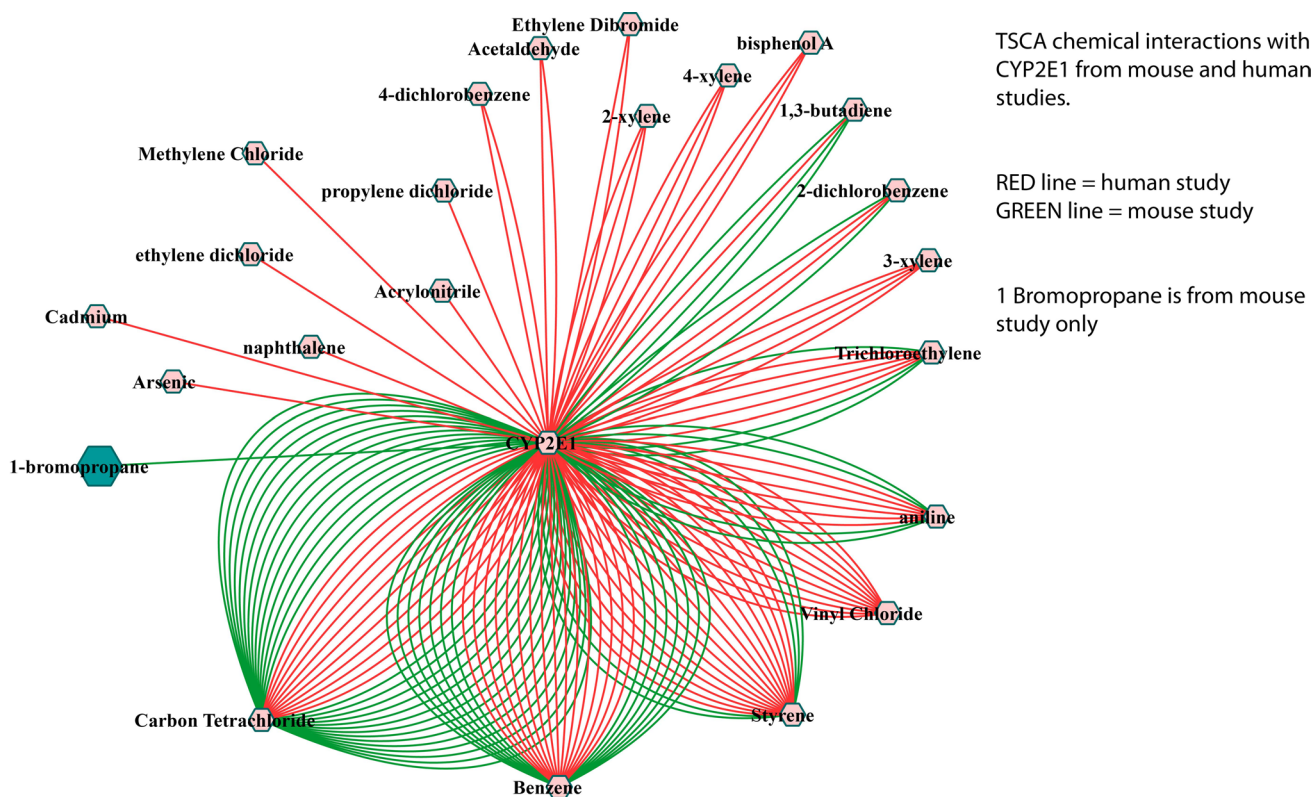 Ethylene Dibromide
Acetaldehyde
bisphenol A
4-xylene
4-dichlorobenzene
2-xylene
1,3-butadiene
Methylene Chloride
propylene dichloride
2-dichlorobenzene
ethylene dichloride
3-xylene
Acrylonitrile
Cadmium
naphthalene
Trichloroethylene
Arsenic
CYP2E1
1-bromopropane
aniline
Vinyl Chloride
Styrene
Carbon Tetrachloride
Benzene
TSCA chemical interactions with
CYP2E1 from mouse and human
studies.
RED line = human study
GREEN line = mouse study
1 Bromopropane is from mouse
study only